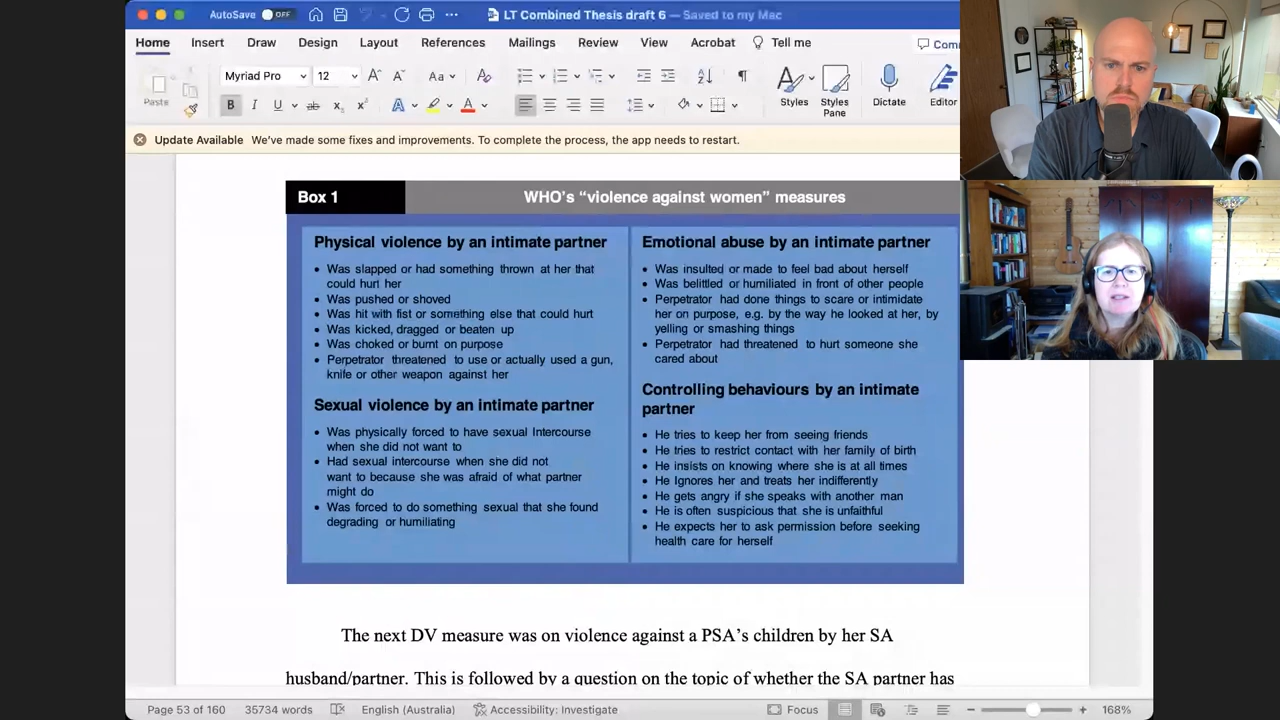 AutoSave OFF
LT Combined Thesis draft 6 — Saved to my Mac
Home Insert Draw Design Layout References Mailings Review View Acrobat Tell me
Myriad Pro 12
Paste
Styles Styles Pane Dictate Editor
Update Available We've made some fixes and improvements. To complete the process, the app needs to restart.
Box 1 WHO's “violence against women” measures
Physical violence by an intimate partner
• Was slapped or had something thrown at her that
could hurt her
• Was pushed or shoved
• Was hit with fist or something else that could hurt
• Was kicked, dragged or beaten up
• Was choked or burnt on purpose
• Perpetrator threatened to use or actually used a gun,
knife or other weapon against her
Sexual violence by an intimate partner
• Was physically forced to have sexual Intercourse
when she did not want to
• Had sexual intercourse when she did not
want to because she was afraid of what partner
might do
• Was forced to do something sexual that she found
degrading or humiliating
Emotional abuse by an intimate partner
• Was insulted or made to feel bad about herself
• Was belittled or humiliated in front of other people
• Perpetrator had done things to scare or intimidate
her on purpose, e.g. by the way he looked at her, by
yelling or smashing things
• Perpetrator had threatened to hurt someone she
cared about
Controlling behaviours by an intimate
partner
• He tries to keep her from seeing friends
• He tries to restrict contact with her family of birth
• He insists on knowing where she is at all times
• He Ignores her and treats her indifferently
• He gets angry if she speaks with another man
• He is often suspicious that she is unfaithful
• He expects her to ask permission before seeking
health care for herself
The next DV measure was on violence against a PSA's children by her SA
husband/partner. This is followed by a question on the topic of whether the SA partner has
Page 53 of 160 35734 words English (Australia) Accessibility: Investigate Focus 168%